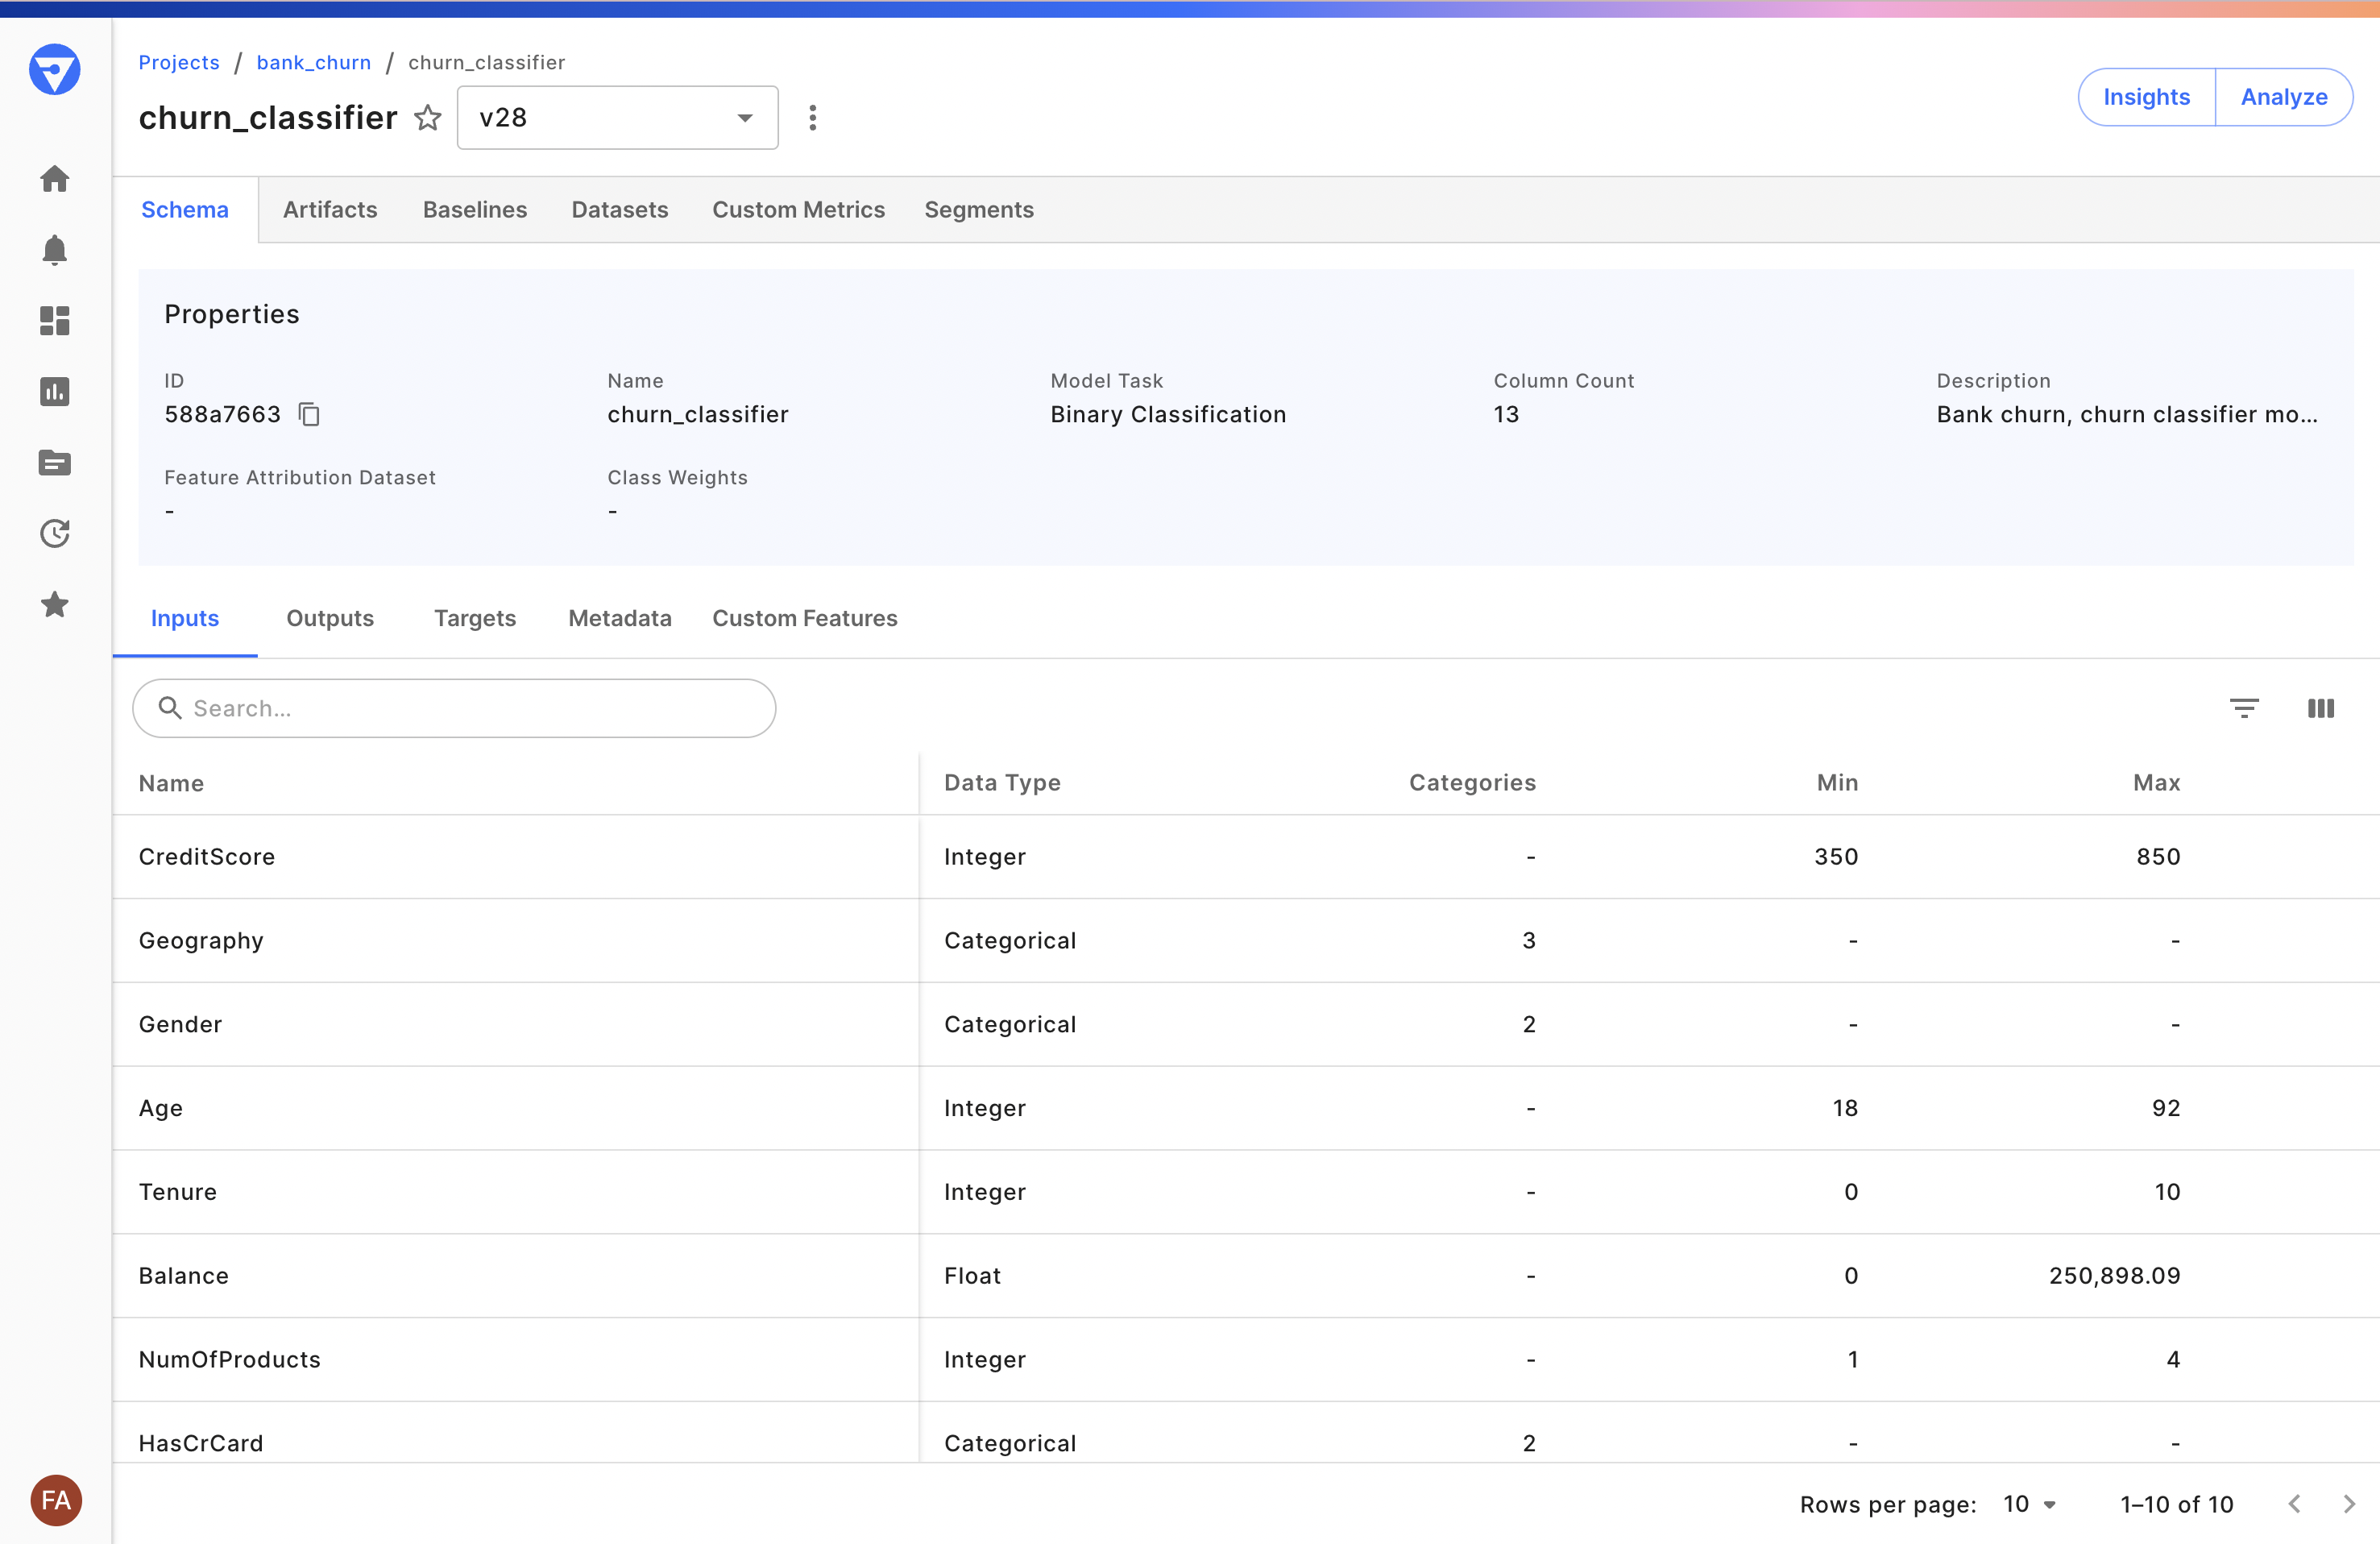 Projects / bank_churn / churn_classifier
churn_classifier v28
Insights Analyze
Schema Artifacts Baselines Datasets Custom Metrics Segments
Properties
ID Name Model Task Column Count Description
588a7663 churn_classifier Binary Classification 13 Bank churn, churn classifier mo...
Feature Attribution Dataset Class Weights
- -
Inputs Outputs Targets Metadata Custom Features
Search...
Name Data Type Categories Min Max
CreditScore Integer - 350 850
Geography Categorical 3 - -
Gender Categorical 2 - -
Age Integer - 18 92
Tenure Integer - 0 10
Balance Float - 0 250,898.09
NumOfProducts Integer - 1 4
HasCrCard Categorical 2 - -
FA
Rows per page: 10 1–10 of 10